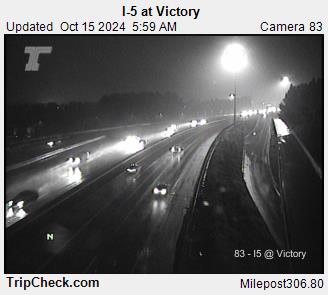 I-5 at Victory
Updated Oct 15 2024 5:59 AM Camera 83
T
N
83 - I5 @ Victory
TripCheck.com Milepost306.80